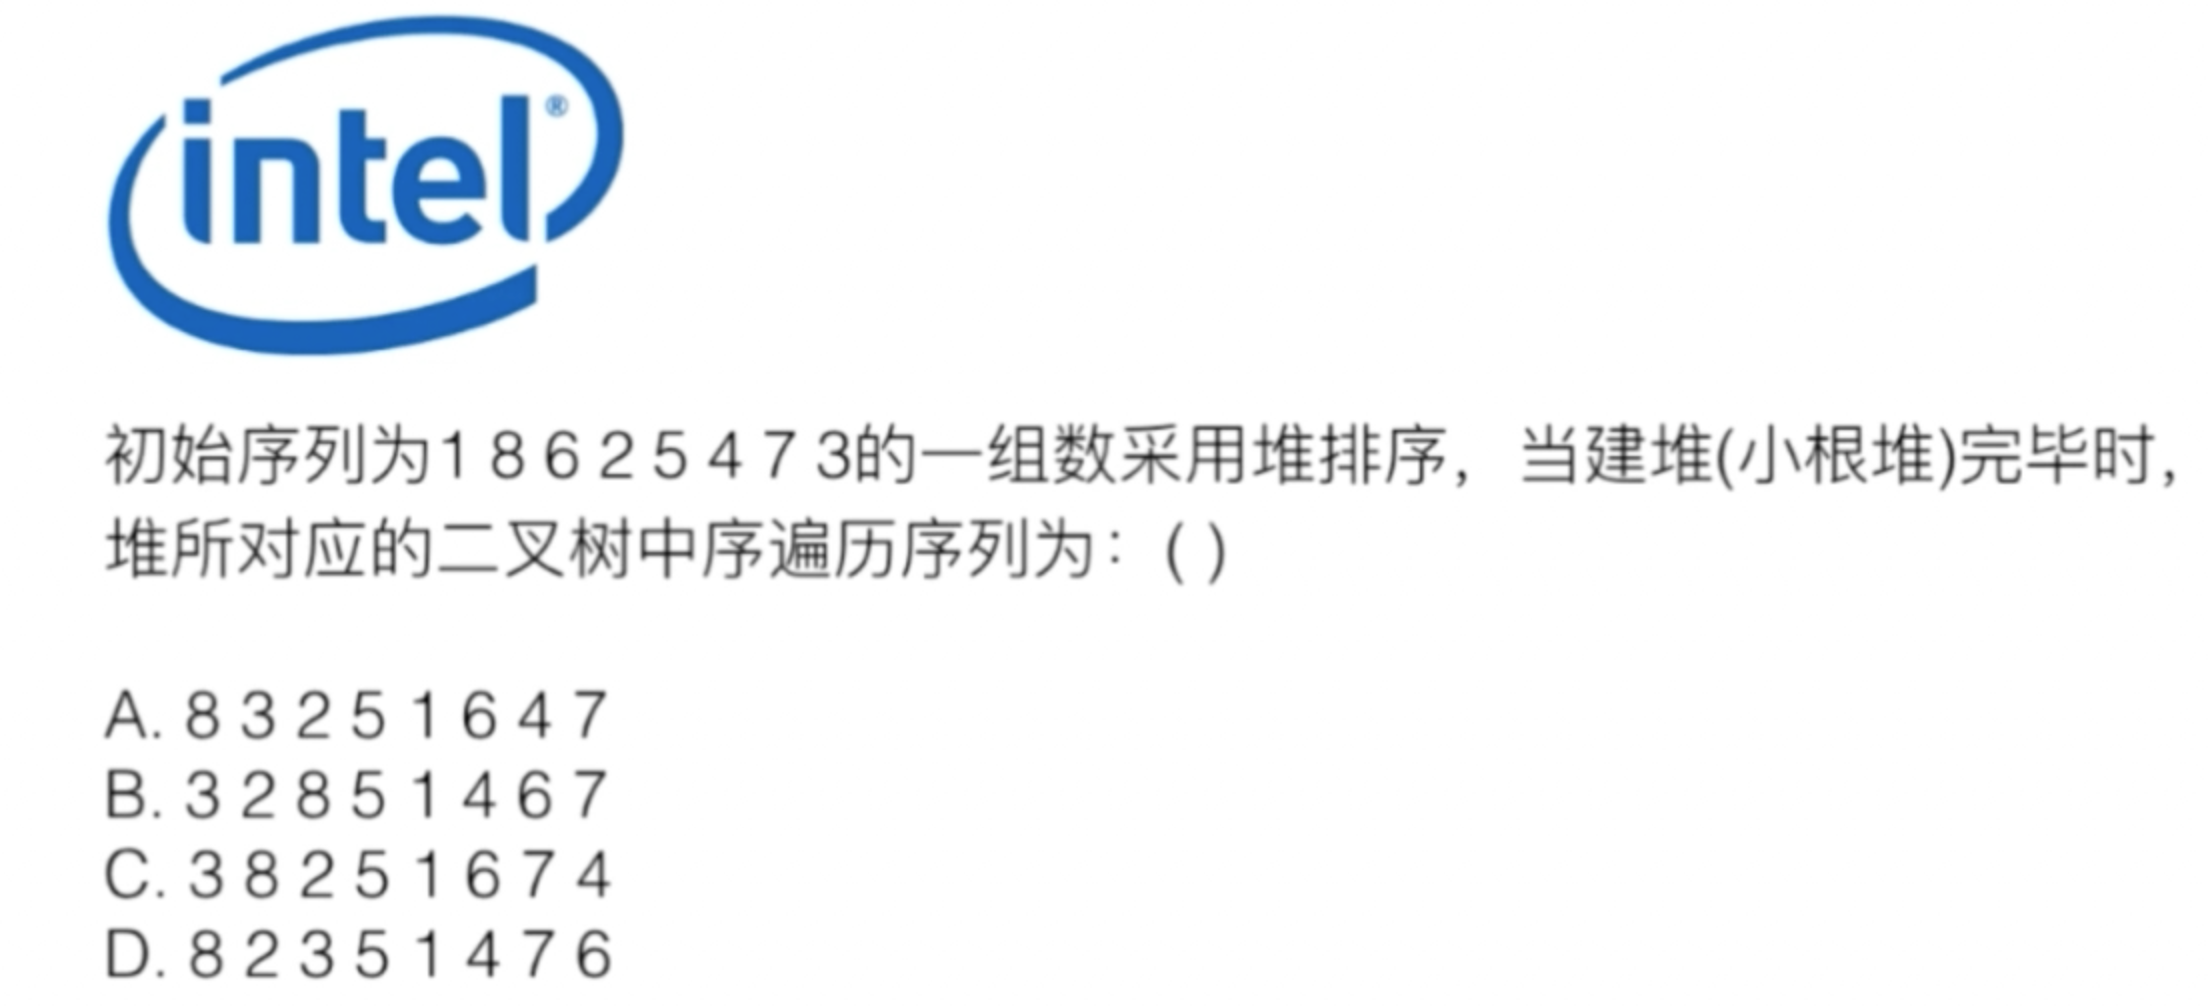 intel®
初始序列为1 8 6 2 5 4 7 3的一组数采用堆排序，当建堆(小根堆)完毕时，
堆所对应的二叉树中序遍历序列为：( )
A. 8 3 2 5 1 6 4 7
B. 3 2 8 5 1 4 6 7
C. 3 8 2 5 1 6 7 4
D. 8 2 3 5 1 4 7 6